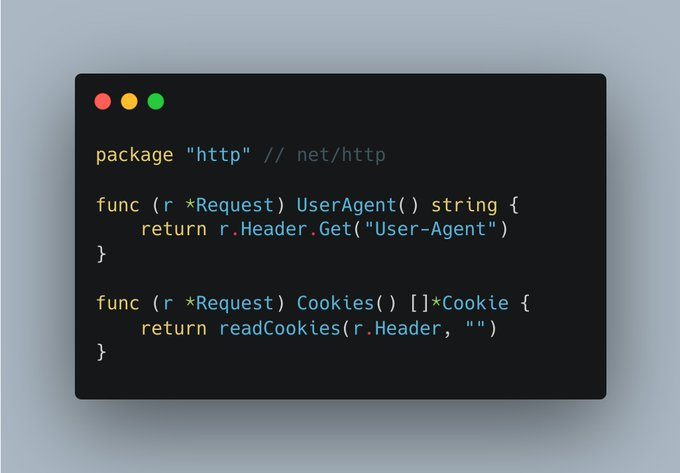 package "http" // net/http
func (r *Request) UserAgent() string {
    return r.Header.Get("User-Agent")
}
func (r *Request) Cookies() []*Cookie {
    return readCookies(r.Header, "")
}